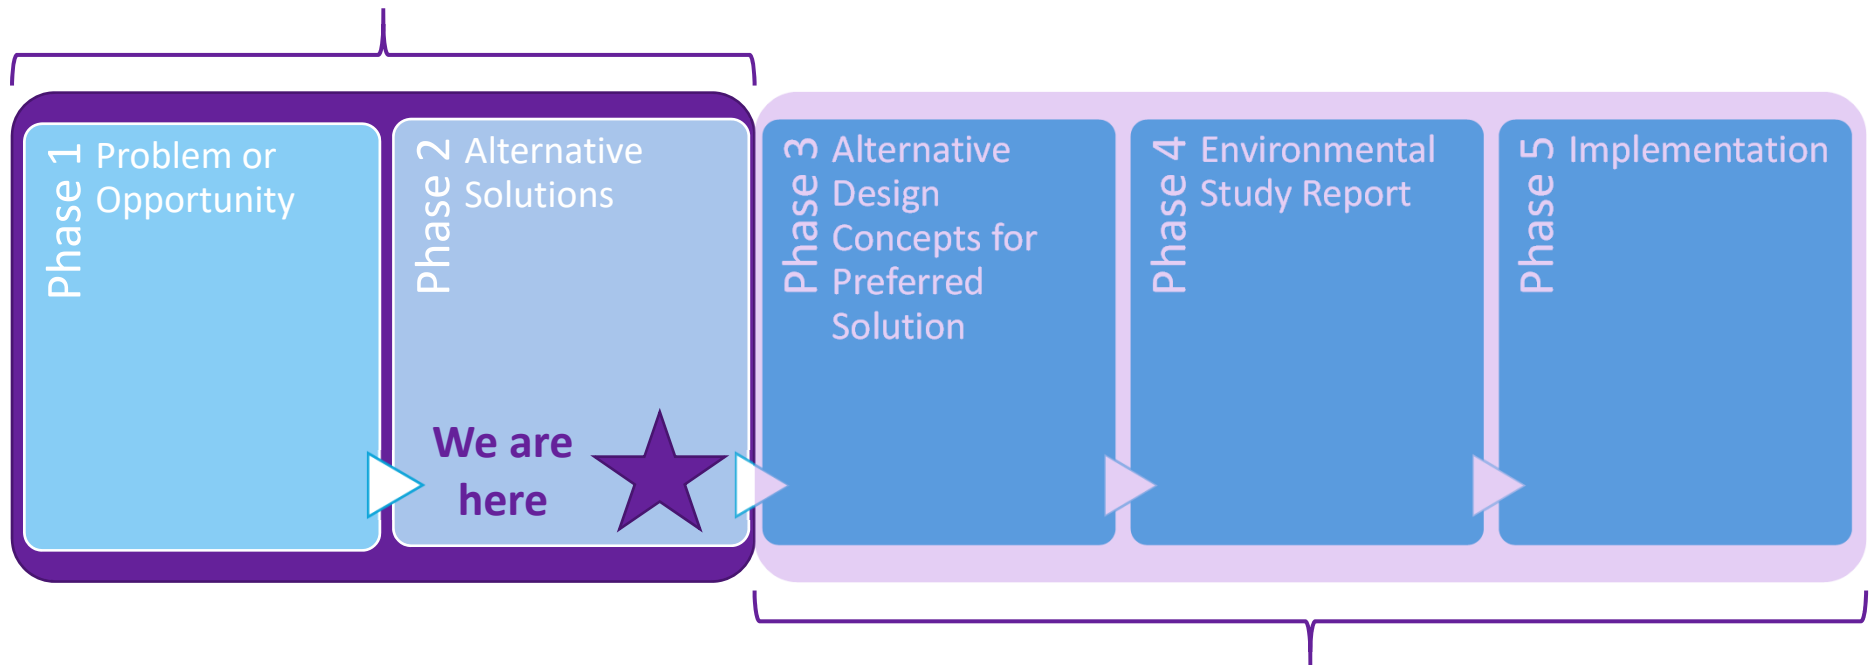 Phase 1
Problem or
Opportunity
Phase 2
Alternative
Solutions
We are
here
Phase 3
Alternative
Design
Concepts for
Preferred
Solution
Phase 4
Environmental
Study Report
Phase 5
Implementation